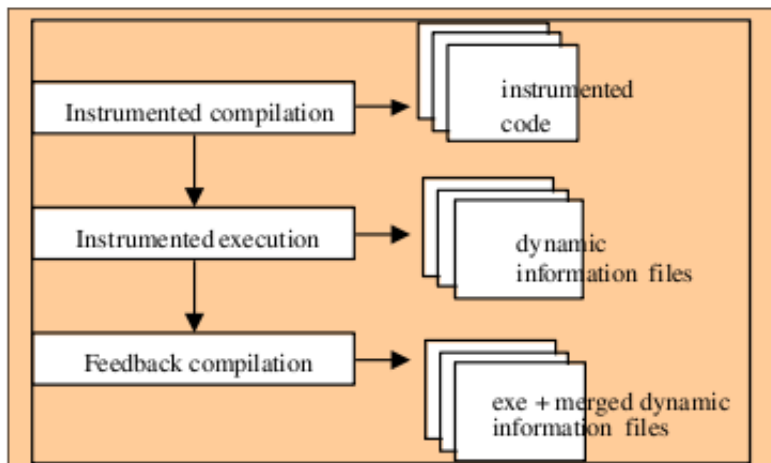 Instrumented compilation
instrumented
code
Instrumented execution
dynamic
information files
Feedback compilation
exe + merged dynamic
information files